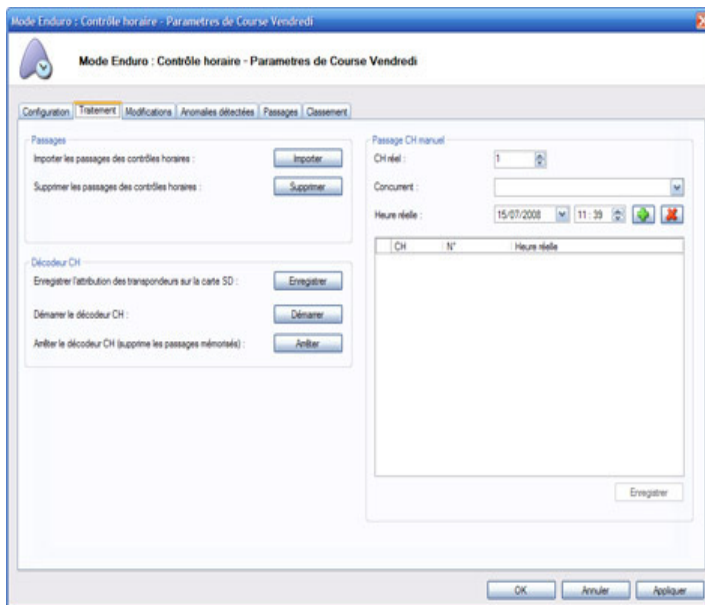 Mode Enduro : Contrôle horaire - Parametres de Course Vendredi
Mode Enduro : Contrôle horaire - Parametres de Course Vendredi
Configuration Traitement Modifications Anomalies détectées Passages Classement
Passages
Importer les passages des contrôles horaires : Importer
Supprimer les passages des contrôles horaires : Supprimer
Décodeur CH
Enregistrer l'attribution des transpondeurs sur la carte SD : Enregistrer
Démarrer le décodeur CH : Démarrer
Arrêter le décodeur CH (supprime les passages mémorisés) : Arrêter
Passage CH manuel
CH réel : 1
Concurrent :
Heure réelle : 15/07/2008 11:39
CH N° Heure réelle
Enregistrer
OK Annuler Appliquer